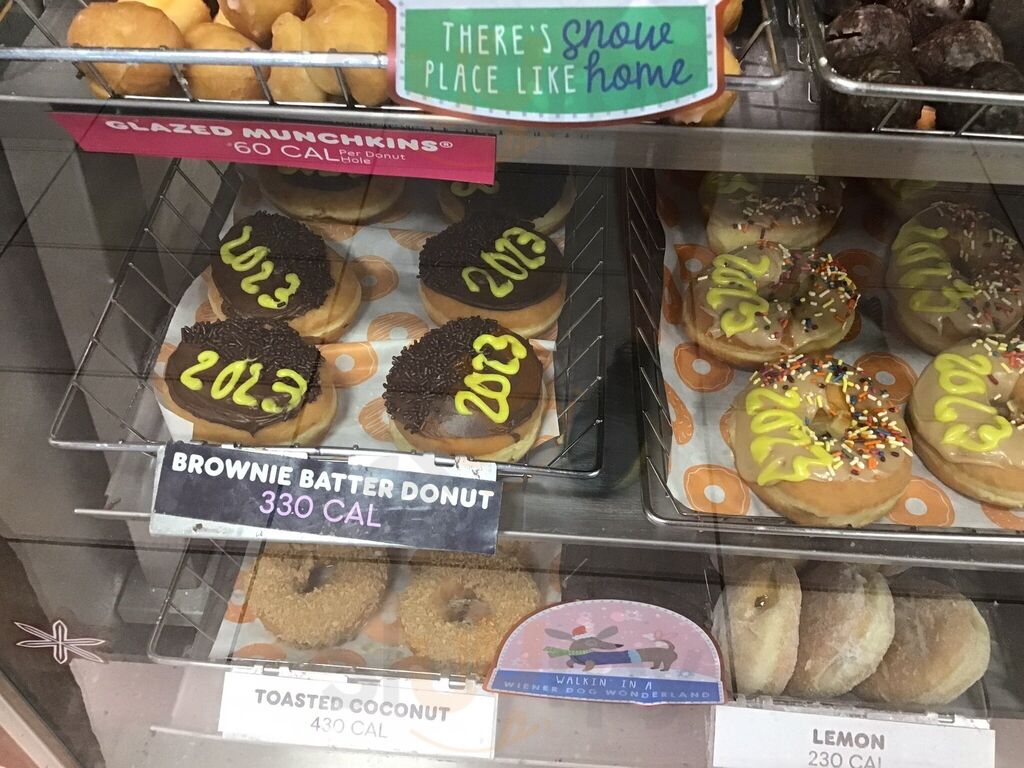 THERE'S snow
PLACE LIKE home
GLAZED MUNCHKINS®
60 CAL Per Donut Hole
2023
2023
2023
2023
2023
2023
2023
2023
BROWNIE BATTER DONUT
330 CAL
WALKIN' IN A
WIENER DOG WONDERLAND
TOASTED COCONUT
430 CAL
LEMON
230 CAL